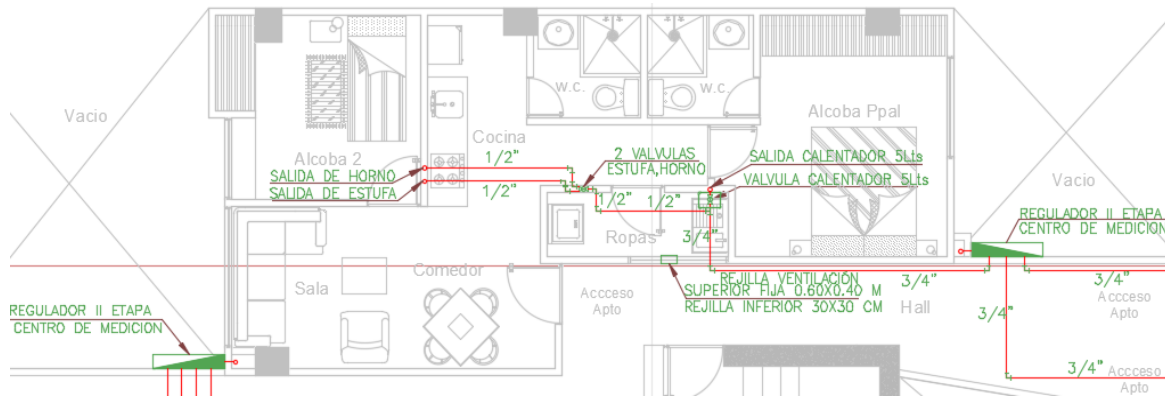 W.C.
W.C.
Vacio
Alcoba Ppal
Cocina
Alcoba 2
1/2"
2 VALVULAS
ESTUFA,HORNO
SALIDA CALENTADOR 5Lts
SALIDA DE HORNO
VALVULA CALENTADOR 5Lts
Vacio
SALIDA DE ESTUFA
1/2"
1/2"
1/2"
REGULADOR II ETAPA
CENTRO DE MEDICION
Ropas
3/4"
Comedor
REJILLA VENTILACIÓN
SUPERIOR FIJA 0.60X0.40 M
REJILLA INFERIOR 30X30 CM
3/4"
3/4"
Sala
Accceso
Apto
Hall
Acccesso
Apto
REGULADOR II ETAPA
CENTRO DE MEDICION
3/4"
3/4"
Acccesso
Apto